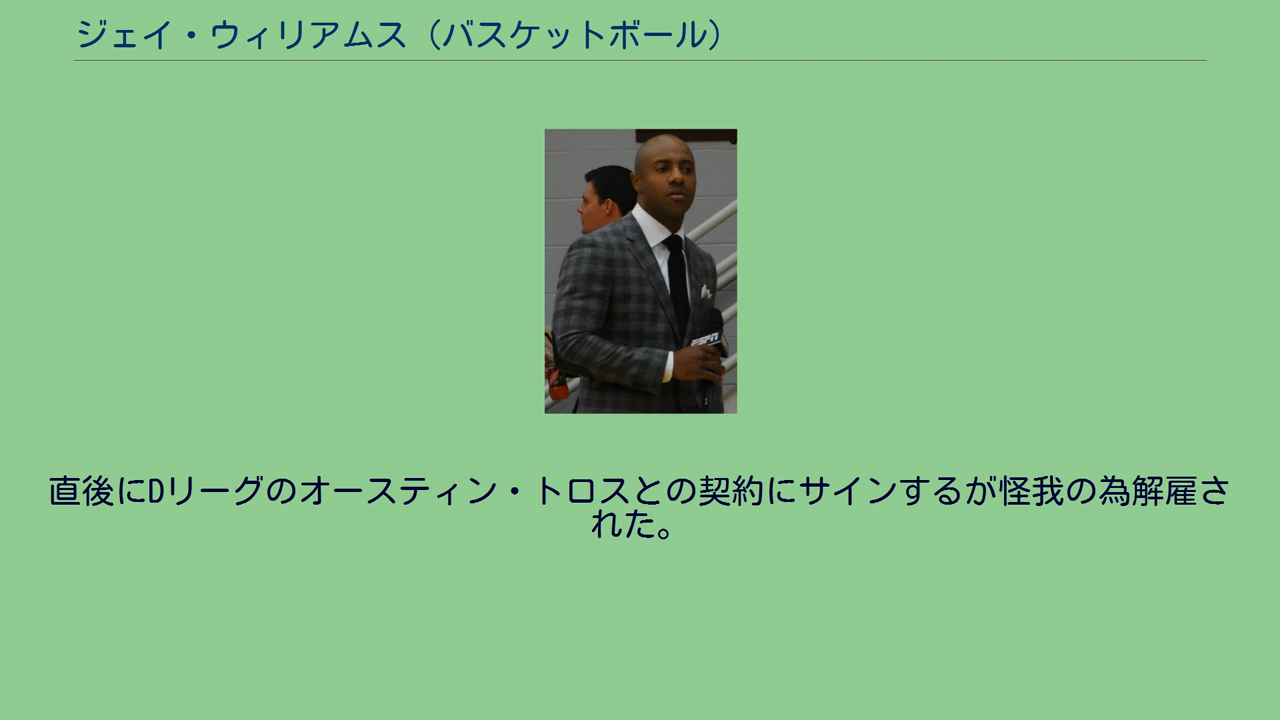 ジェイ・ウィリアムス（バスケットボール）
ESPN
直後にDリーグのオースティン・トロスとの契約にサインするが怪我の為解雇さ
れた。